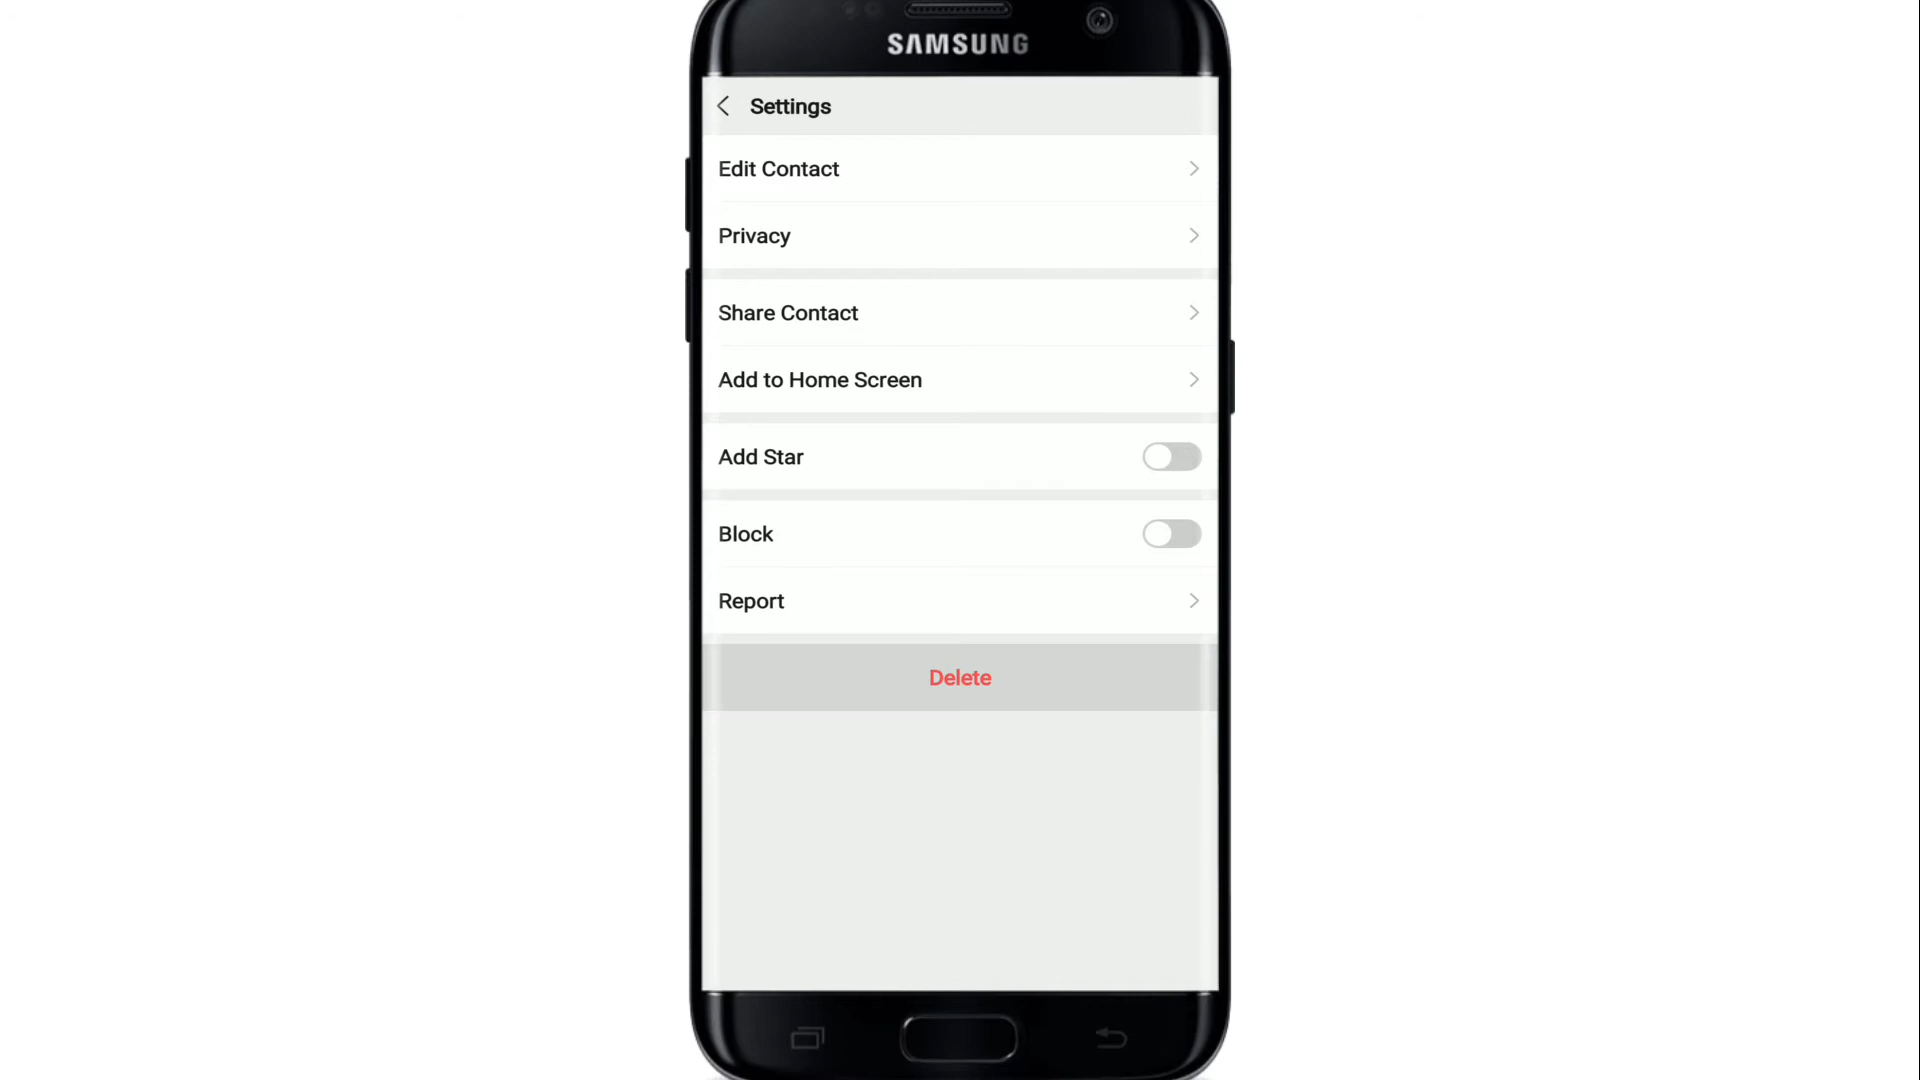 SAMSUNG
Settings
Edit Contact
Privacy
Share Contact
Add to Home Screen
Add Star
Block
Report
Delete